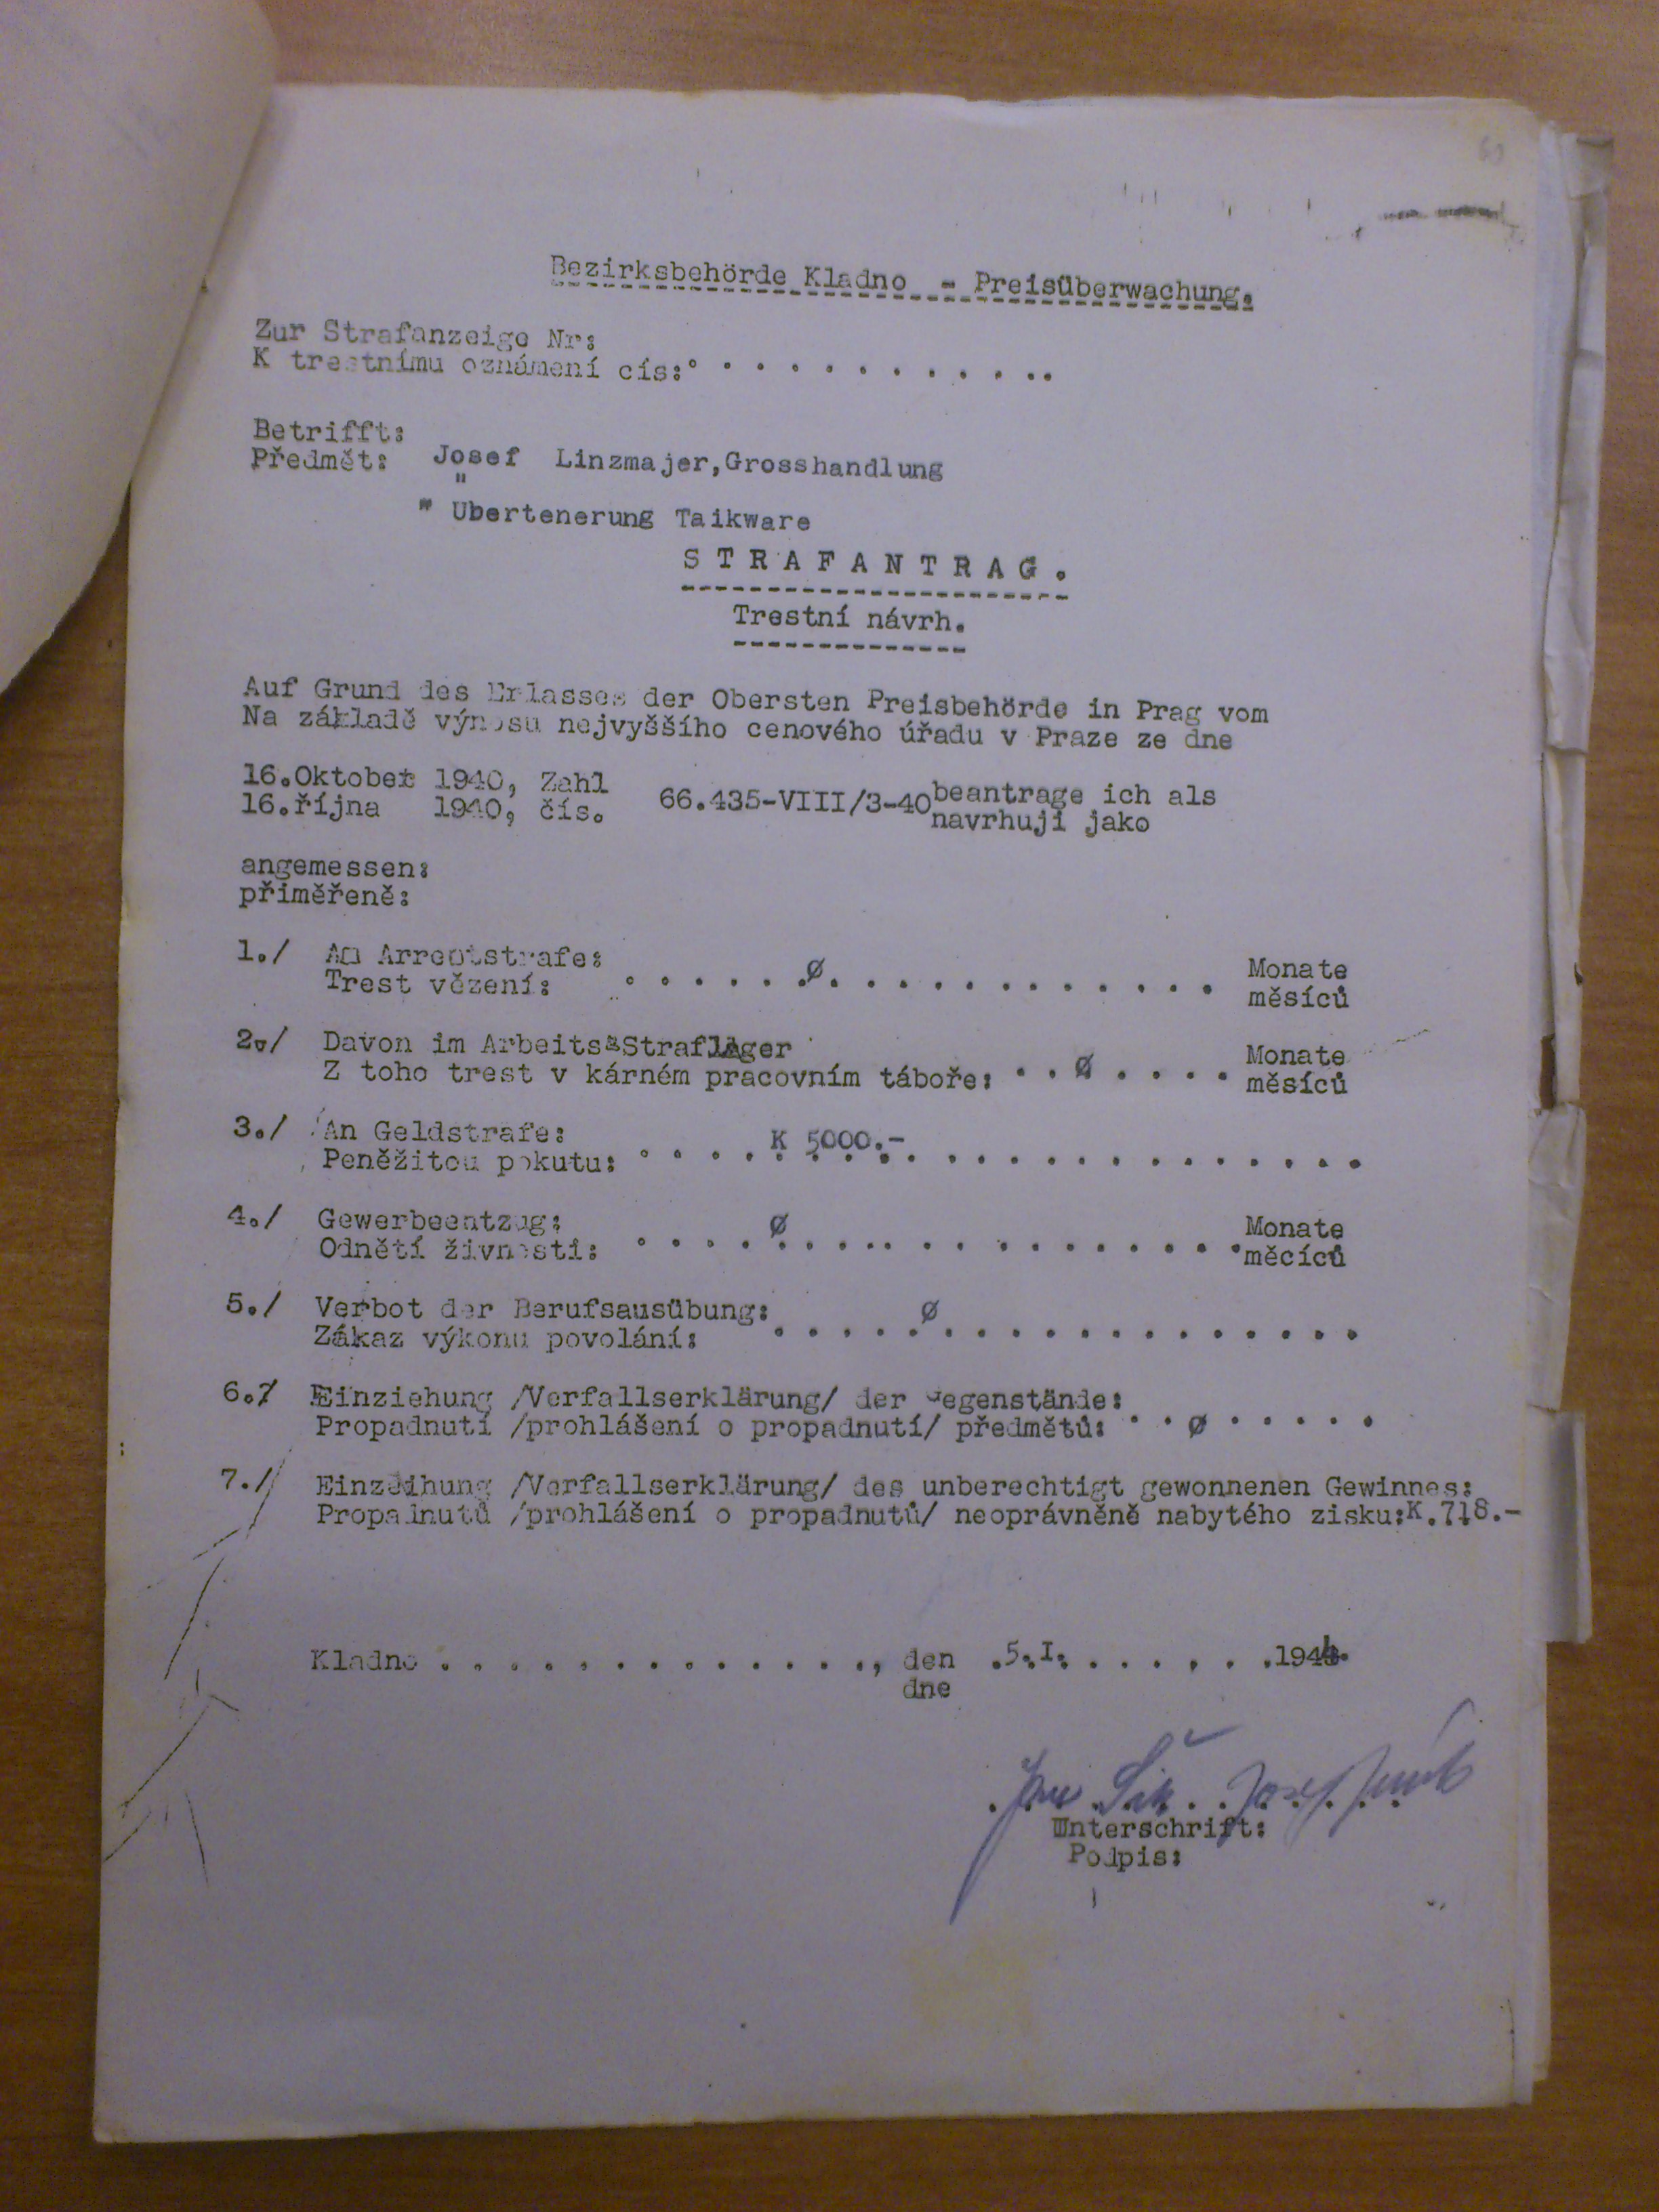 Bezirksbehörde Kladno - Preisüberwachung.
Zur Strafanzeige Nr:
K trestnímu oznámení cís: . . . . . . . . . . . .
Betrifft:
Předmět: Josef Linzmajer,Grosshandlung
"
" Ubertenerung Taikware
STRAFANTRAG.
Trestní návrh.
Auf Grund des Erlasses der Obersten Preisbehörde in Prag vom
Na základě výnosu nejvyššího cenového úřadu v Praze ze dne
16.Oktober 1940, Zahl
16.října 1940, čís. 66.435-VIII/3-40 beantrage ich als
navrhuji jako
angemessen:
přiměřeně:
1./ An Arreststrafe:
Trest vězení: . . . . . Ø . . . . . . . . . . . . Monate
měsíců
2./ Davon im Arbeits-Straflager
Z toho trest v kárném pracovním táboře: . . Ø . . . . Monate
měsíců
3./ An Geldstrafe: K 5000.-
Peněžitou pokutu: . . . . . . . . . . . . . . . . . . . . . .
4./ Gewerbeentzug: Ø Monate
Odnětí živnosti: . . . . . . . . . . . . . . . . . . měcíců
5./ Verbot der Berufsausübung: Ø
Zákaz výkonu povolání: . . . . . . . . . . . . . . . . . .
6./ Einziehung /Verfallserklärung/ der Gegenstände:
Propadnutí /prohlášení o propadnutí/ předmětů: . . Ø . . . . .
7./ Einzeihung /Verfallserklärung/ des unberechtigt gewonnenen Gewinnes:
Propadnutů /prohlášení o propadnutů/ neoprávněně nabytého zisku:K.718.-
Kladno . . . . . . . . . . . . . , den .5.I. . . . . . . .1944.
dne
Unterschrift:
Podpis: